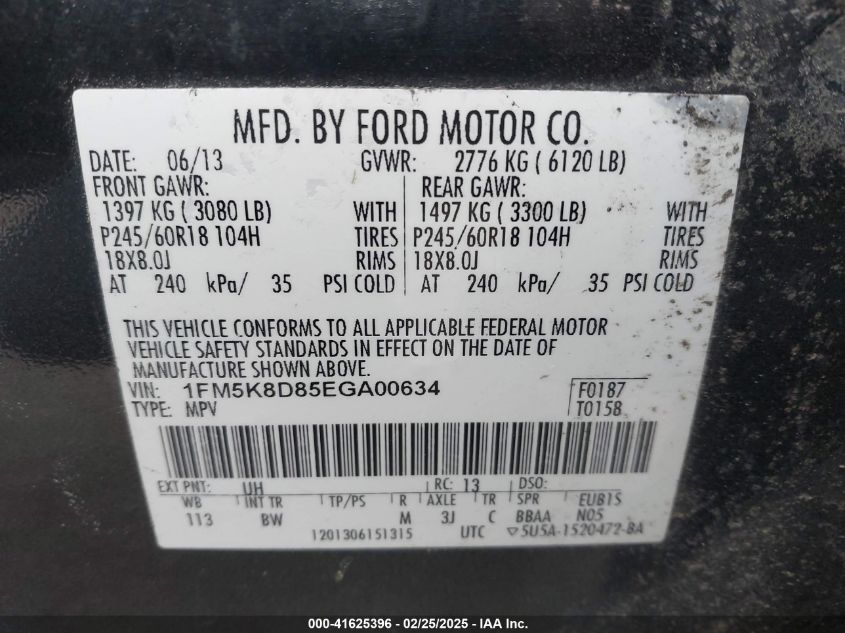 MFD. BY FORD MOTOR CO.
DATE: 06/13 GVWR: 2776 KG ( 6120 LB)
FRONT GAWR: REAR GAWR:
1397 KG ( 3080 LB) WITH 1497 KG ( 3300 LB) WITH
P245/60R18 104H TIRES P245/60R18 104H TIRES
18X8.0J RIMS 18X8.0J RIMS
AT 240 kPa/ 35 PSI COLD AT 240 kPa/ 35 PSI COLD
THIS VEHICLE CONFORMS TO ALL APPLICABLE FEDERAL MOTOR
VEHICLE SAFETY STANDARDS IN EFFECT ON THE DATE OF
MANUFACTURE SHOWN ABOVE.
VIN: 1FM5K8D85EGA00634 F0187
TYPE: MPV T0158
EXT PNT: UH RC: 13 DSO:
WB INT TR TP/PS R AXLE TR SPR EUB1S
113 BW M 3J C BBAA N05
1201306151315 UTC ▽5U5A-1520472-BA
000-41625396 - 02/25/2025 - IAA Inc.